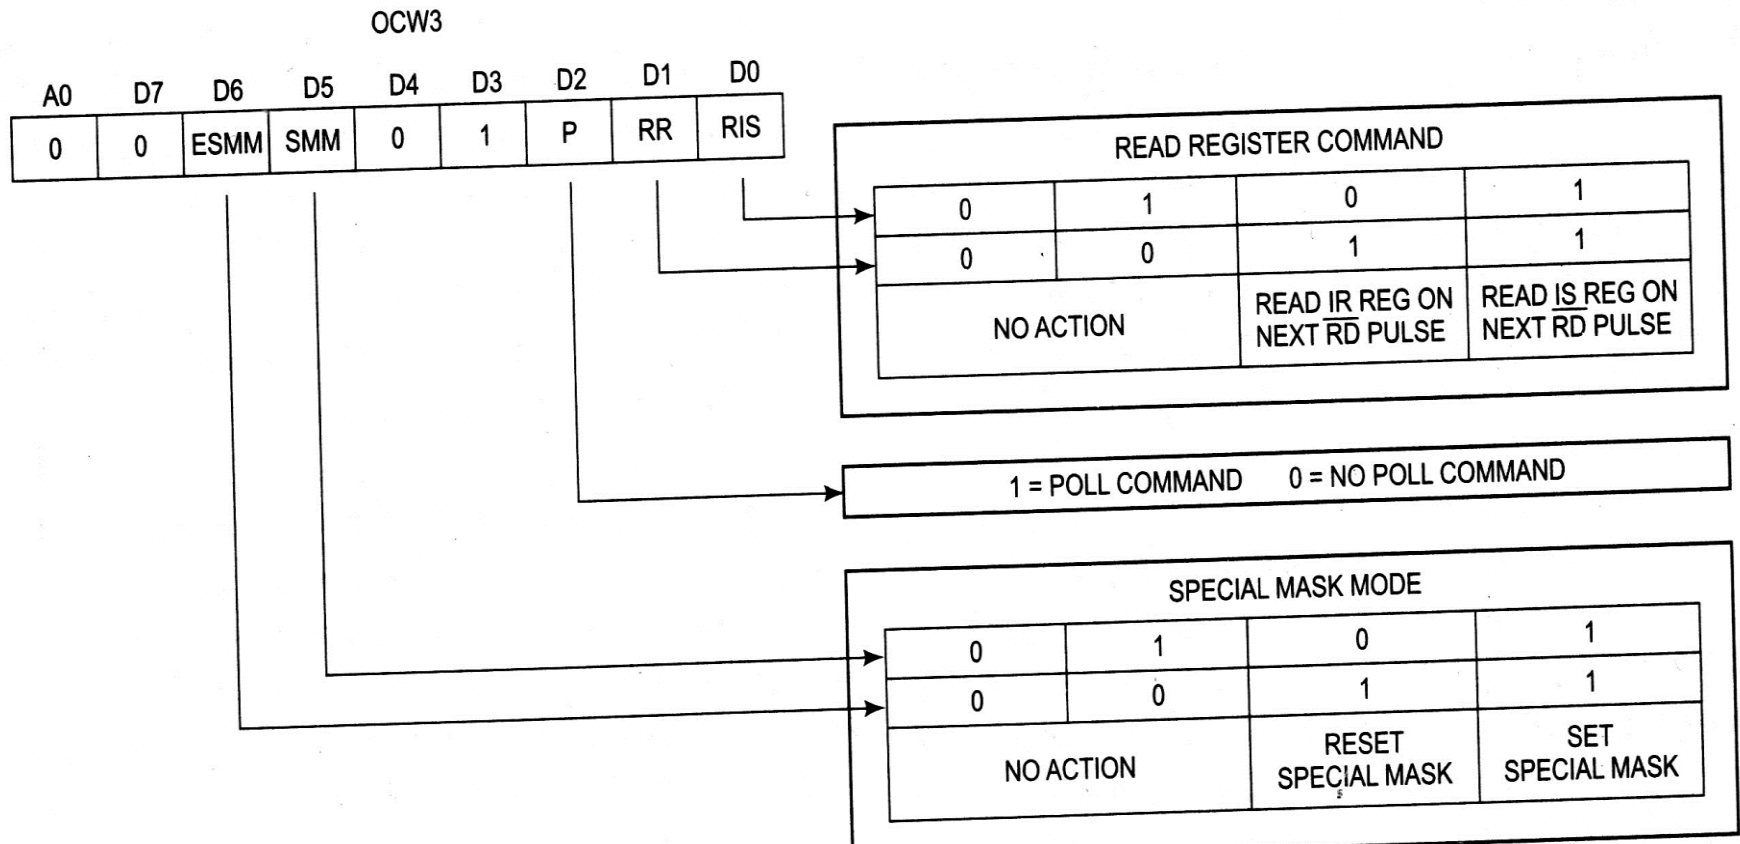 OCW3
A0 D7 D6 D5 D4 D3 D2 D1 D0
0 0 ESMM SMM 0 1 P RR RIS
READ REGISTER COMMAND
0 1 0 1
0 0 1 1
NO ACTION
READ IR REG ON
NEXT R̅D̅ PULSE
READ IS REG ON
NEXT R̅D̅ PULSE
1 = POLL COMMAND 0 = NO POLL COMMAND
SPECIAL MASK MODE
0 1 0 1
0 0 1 1
NO ACTION
RESET
SPECIAL MASK
SET
SPECIAL MASK